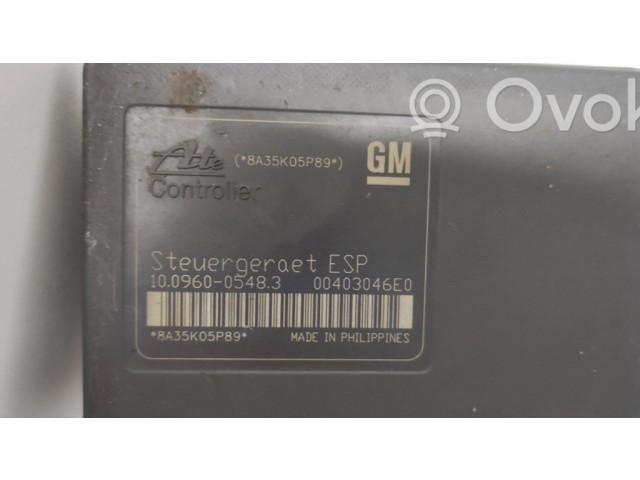 Ovok
Ate (*8A35K05P89*) GM
Controller
Steuergeraet ESP
10.0960-0548.3 00403046E0
*8A35K05P89* MADE IN PHILIPPINES